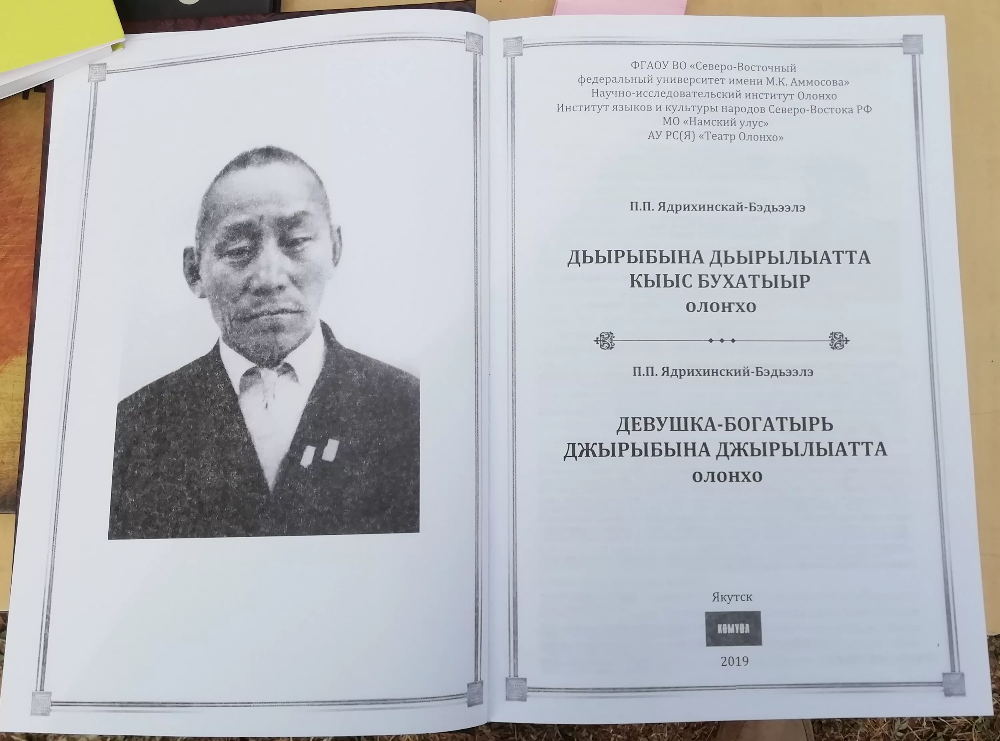 ФГАОУ ВО «Северо-Восточный
федеральный университет имени М.К. Аммосова»
Научно-исследовательский институт Олонхо
Институт языков и культуры народов Северо-Востока РФ
МО «Намский улус»
АУ РС(Я) «Театр Олонхо»
П.П. Ядрихинскай-Бэдьээлэ
ДЬЫРЫБЫНА ДЬЫРЫЛЫАТТА
КЫЫС БУХАТЫЫР
ОЛОҤХО
П.П. Ядрихинский-Бэдьээлэ
ДЕВУШКА-БОГАТЫРЬ
ДЖЫРЫБЫНА ДЖЫРЫЛЫАТТА
ОЛОНХО
Якутск
КӨМҮӨЛ
2019